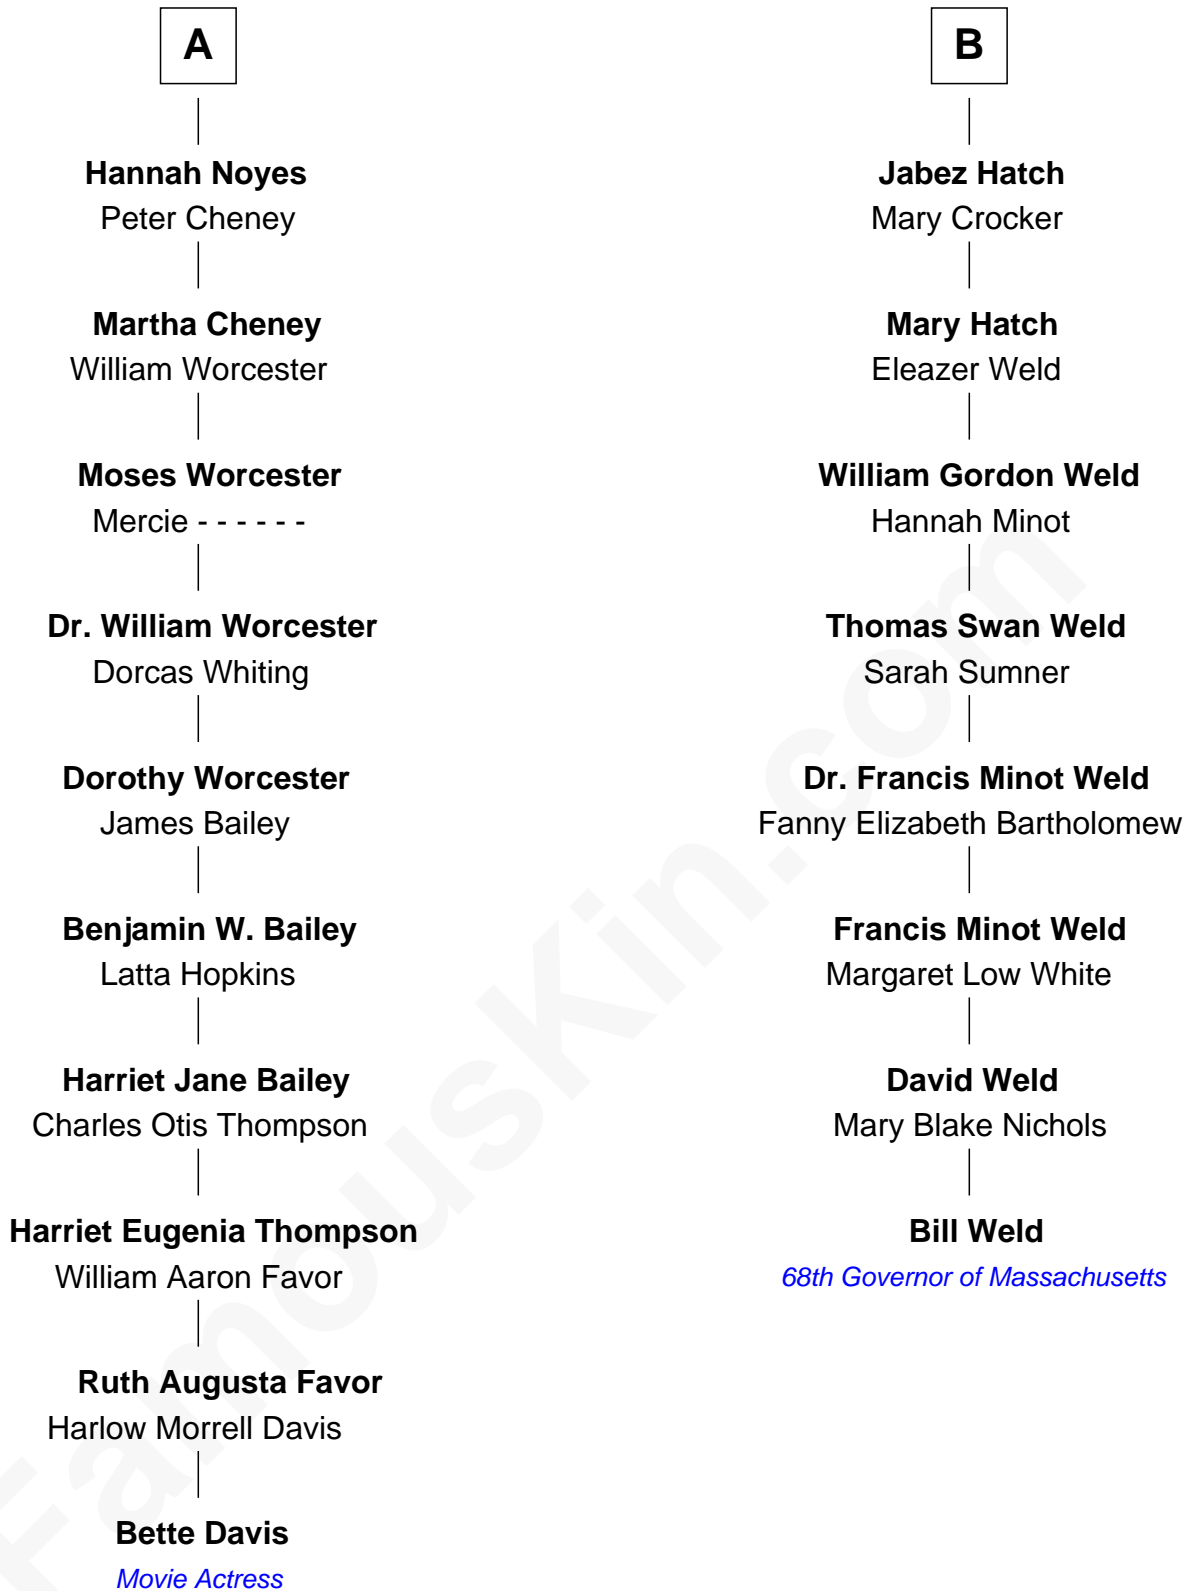 A
Hannah Noyes
Peter Cheney
Martha Cheney
William Worcester
Moses Worcester
Mercie - - - - - -
Dr. William Worcester
Dorcas Whiting
Dorothy Worcester
James Bailey
Benjamin W. Bailey
Latta Hopkins
Harriet Jane Bailey
Charles Otis Thompson
Harriet Eugenia Thompson
William Aaron Favor
Ruth Augusta Favor
Harlow Morrell Davis
Bette Davis
Movie Actress
B
Jabez Hatch
Mary Crocker
Mary Hatch
Eleazer Weld
William Gordon Weld
Hannah Minot
Thomas Swan Weld
Sarah Sumner
Dr. Francis Minot Weld
Fanny Elizabeth Bartholomew
Francis Minot Weld
Margaret Low White
David Weld
Mary Blake Nichols
Bill Weld
68th Governor of Massachusetts
FamousKin.com